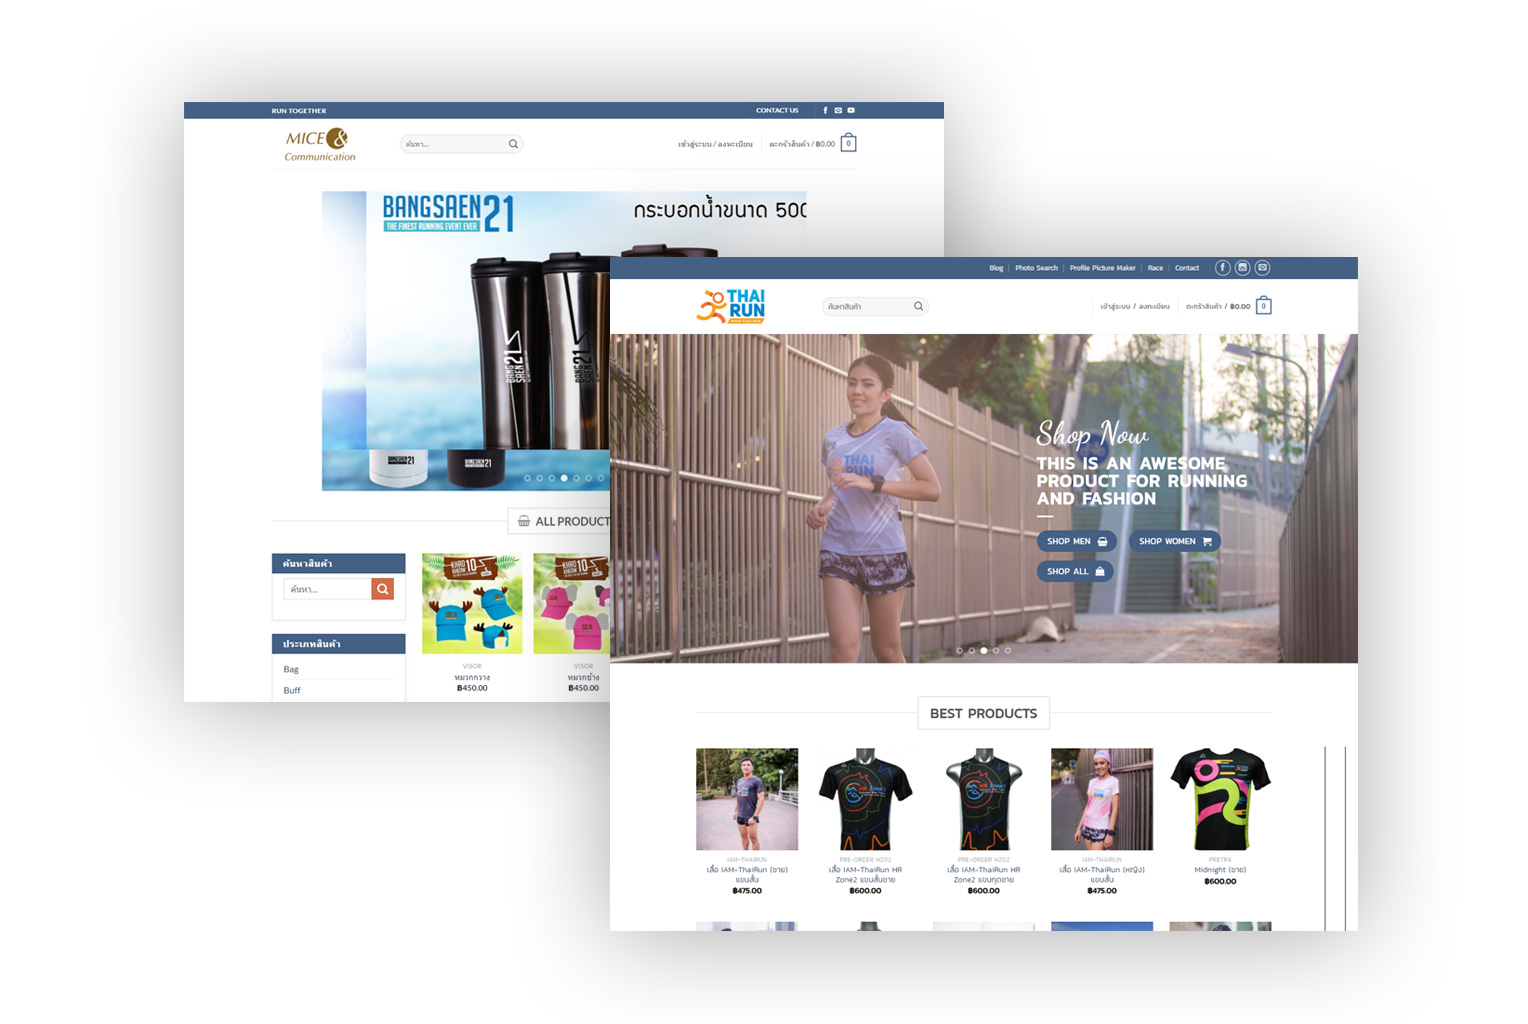 RUN TOGETHER
CONTACT US
MICE &
Communication
ค้นหา...
เข้าสู่ระบบ / ลงทะเบียน
ตะกร้าสินค้า / ฿0.00
0
BANGSAEN21
THE FINEST RUNNING EVENT EVER
กระบอกน้ำขนาด 500
BANGSAEN21
BANGSAEN21
BANGSAEN21
BANGSAEN21
ALL PRODUCT
ค้นหาสินค้า
ค้นหา...
ประเภทสินค้า
Bag
Buff
KHAO KHEOW 10
KHAO KHEOW 10
VISOR
หมวกกวาง
฿450.00
VISOR
หมวกช้าง
฿450.00
Blog
Photo Search
Profile Picture Maker
Race
Contact
THAI RUN
ค้นหาสินค้า
เข้าสู่ระบบ / ลงทะเบียน
ตะกร้าสินค้า / ฿0.00
0
THAI RUN
Shop Now
THIS IS AN AWESOME
PRODUCT FOR RUNNING
AND FASHION
SHOP MEN
SHOP WOMEN
SHOP ALL
BEST PRODUCTS
IAM-THAIRUN
เสื้อ IAM-ThaiRun (ชาย)
แขนสั้น
฿475.00
PRE-ORDER HZ02
เสื้อ IAM-ThaiRun HR
Zone2 แขนสั้นชาย
฿600.00
PRE-ORDER HZ02
เสื้อ IAM-ThaiRun HR
Zone2 แขนกุดชาย
฿600.00
IAM-THAIRUN
เสื้อ IAM-ThaiRun (หญิง)
แขนสั้น
฿475.00
PRETRX
Midnight (ชาย)
฿600.00